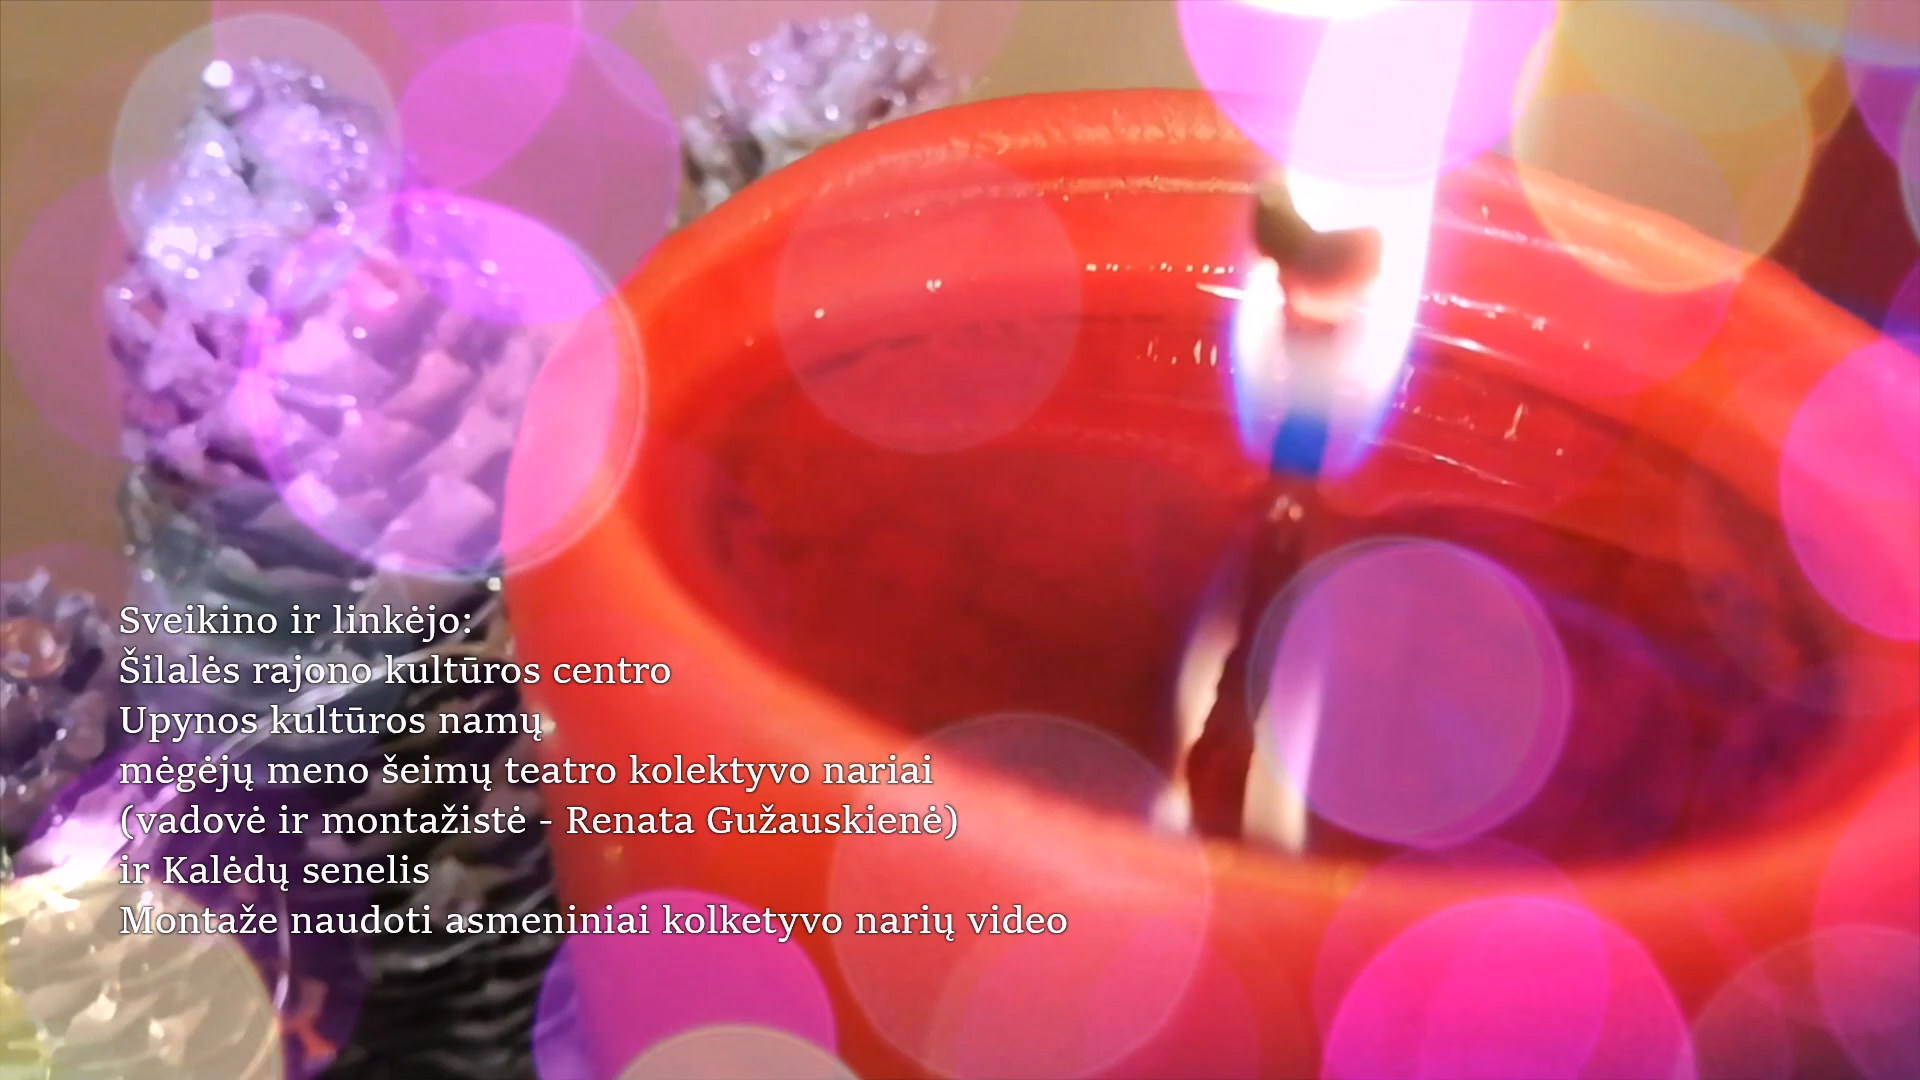 Sveikino ir linkėjo:
Šilalės rajono kultūros centro
Upynos kultūros namų
mėgėjų meno šeimų teatro kolektyvo nariai
(vadovė ir montažistė - Renata Gužauskienė)
ir Kalėdų senelis
Montaže naudoti asmeniniai kolketyvo narių video